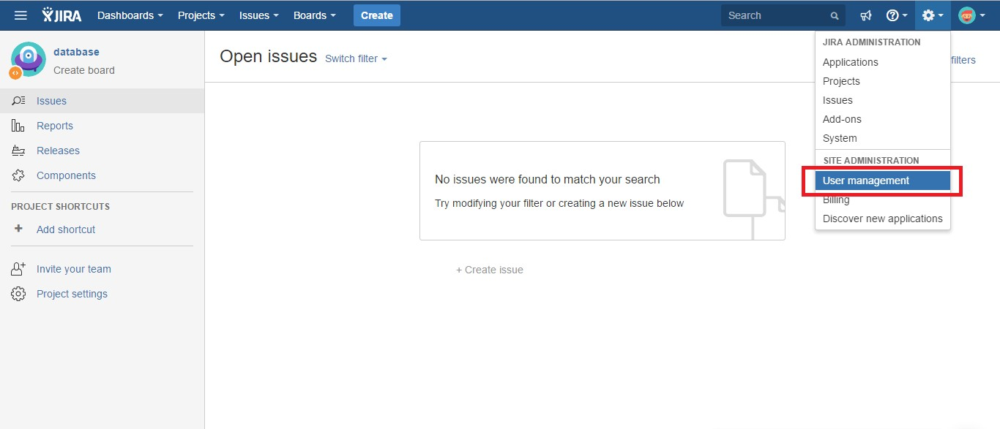 JIRA Dashboards Projects Issues Boards Create Search
database
Create board
Issues
Reports
Releases
Components
PROJECT SHORTCUTS
+ Add shortcut
Invite your team
Project settings
Open issues Switch filter
filters
No issues were found to match your search
Try modifying your filter or creating a new issue below
+ Create issue
JIRA ADMINISTRATION
Applications
Projects
Issues
Add-ons
System
SITE ADMINISTRATION
User management
Billing
Discover new applications